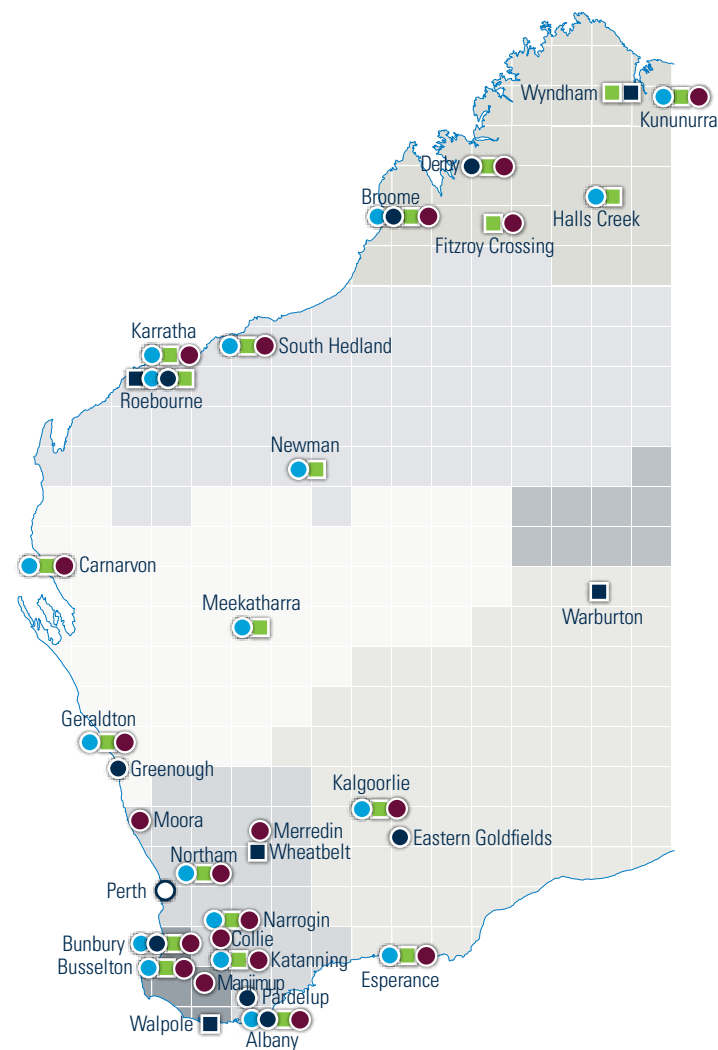 Wyndham
Kununurra
Derby
Broome
Halls Creek
Fitzroy Crossing
Karratha
South Hedland
Roebourne
Newman
Carnarvon
Meekatharra
Warburton
Geraldton
Greenough
Kalgoorlie
Moora
Merredin
Eastern Goldfields
Northam
Wheatbelt
Perth
Narrogin
Bunbury
Collie
Busselton
Katanning
Esperance
Manjimup
Pardelup
Walpole
Albany